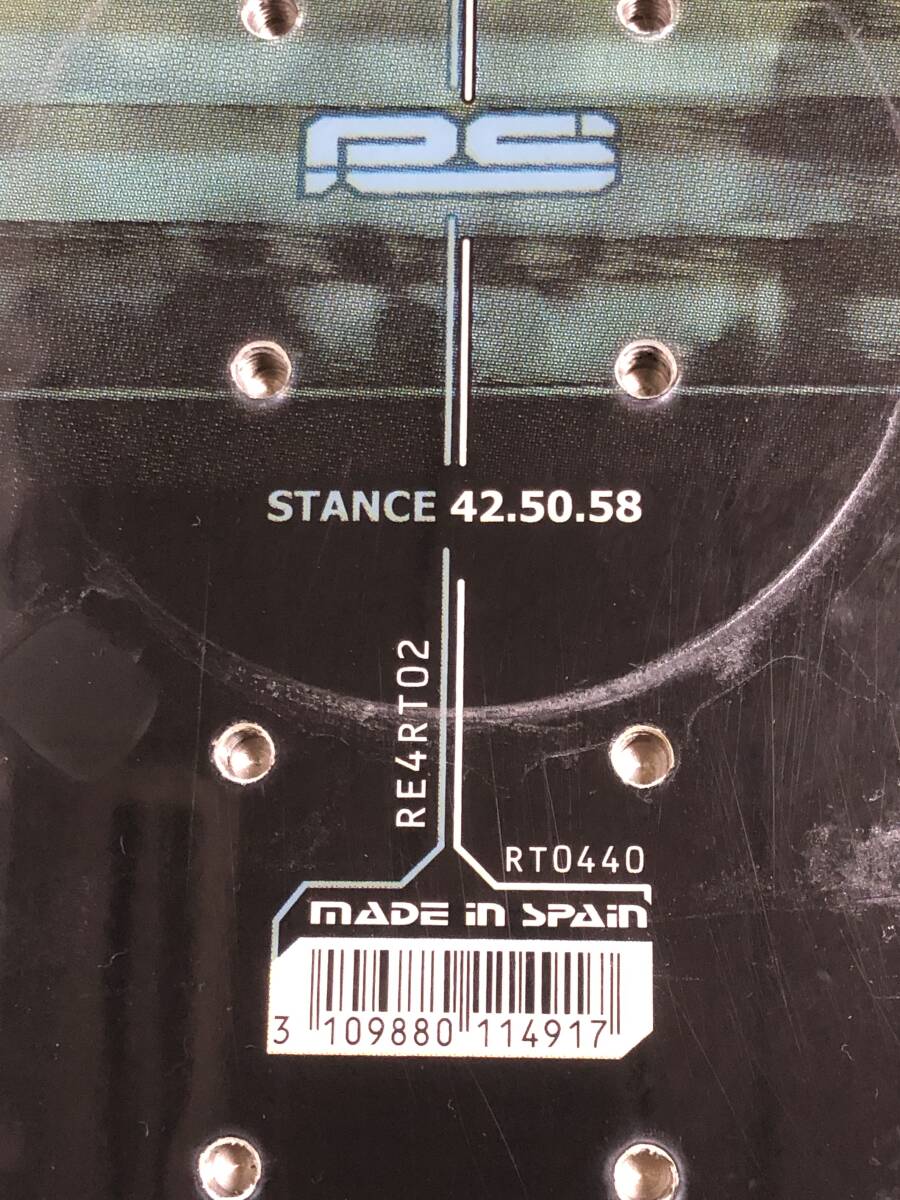 RS
STANCE 42.50.58
RE4RT02
RT0440
MADE IN SPAIN
3 109880 114917